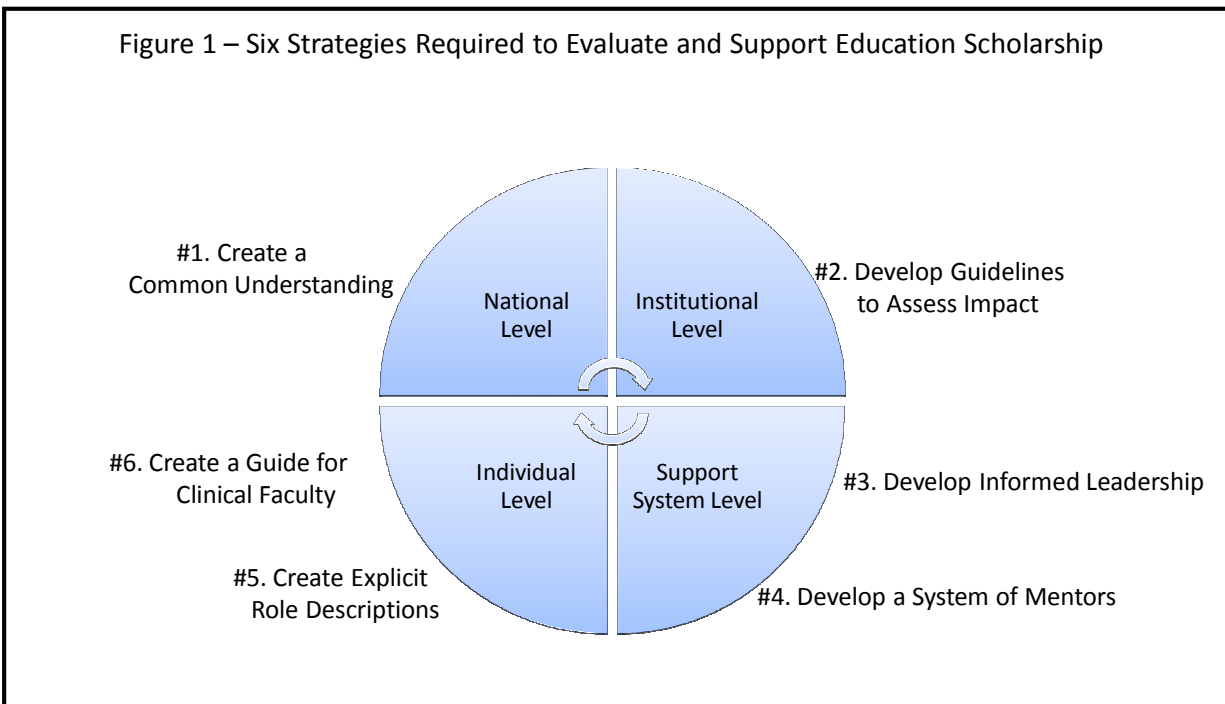 Figure 1 – Six Strategies Required to Evaluate and Support Education Scholarship
#1. Create a
Common Understanding
National
Level
Institutional
Level
#2. Develop Guidelines
to Assess Impact
#6. Create a Guide for
Clinical Faculty
Individual
Level
Support
System Level
#3. Develop Informed Leadership
#5. Create Explicit
Role Descriptions
#4. Develop a System of Mentors